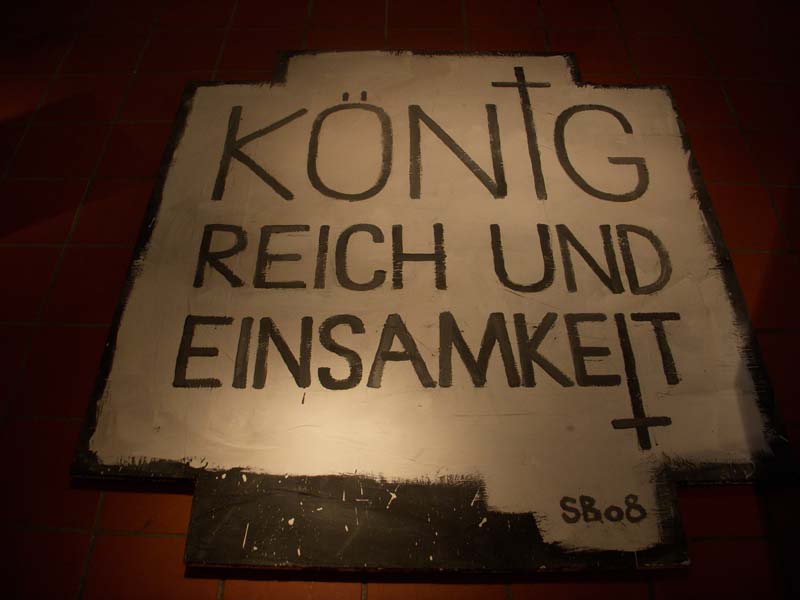 KÖNIG
REICH UND
EINSAMKEIT
SB08